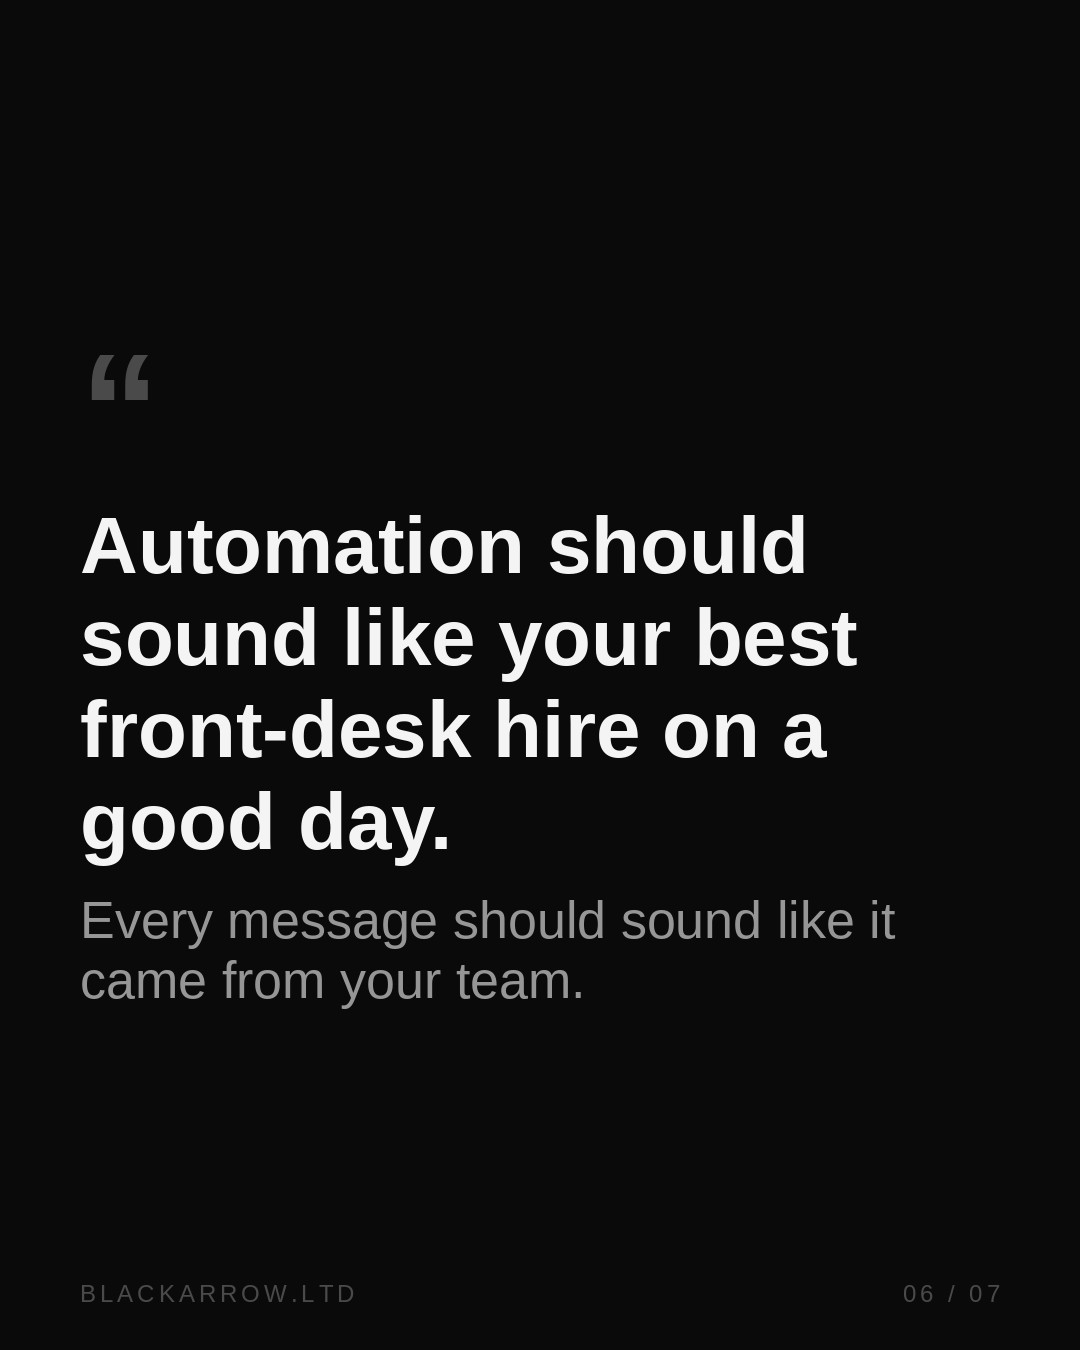 “
Automation should
sound like your best
front-desk hire on a
good day.
Every message should sound like it
came from your team.
BLACKARROW.LTD
06 / 07